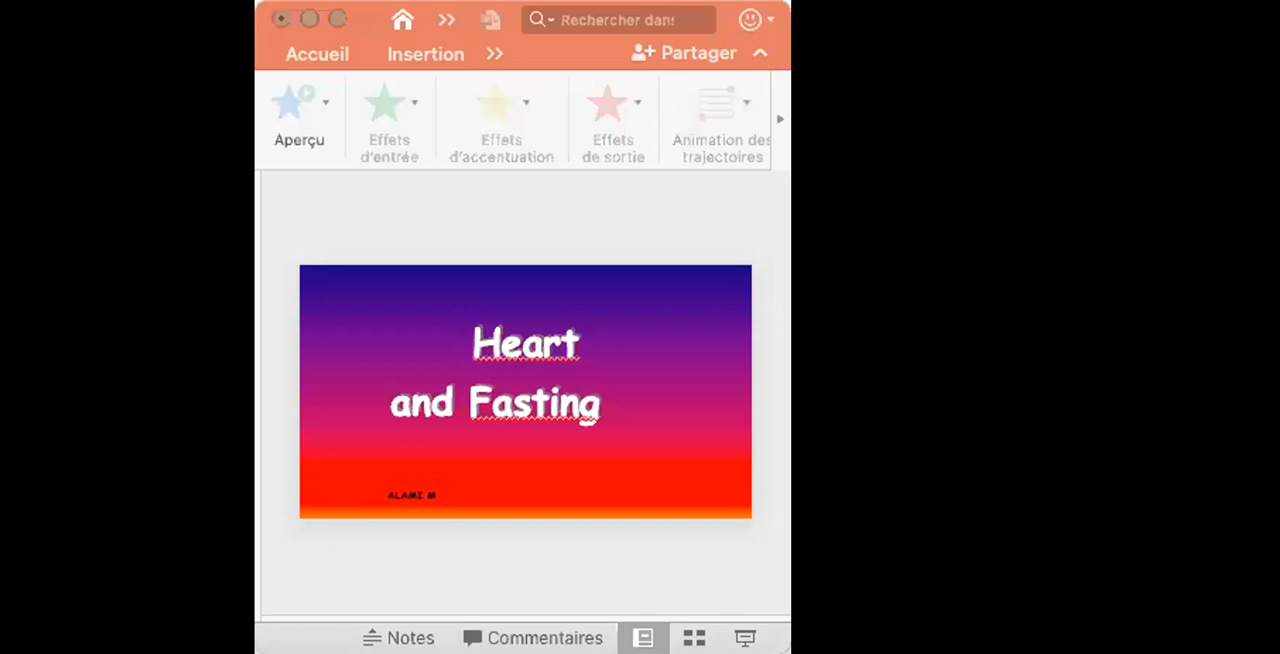 Rechercher dans
Accueil Insertion Partager
Aperçu
Effets d'entrée
Effets d'accentuation
Effets de sortie
Animation des trajectoires
Heart
and Fasting
ALAMI M
Notes Commentaires